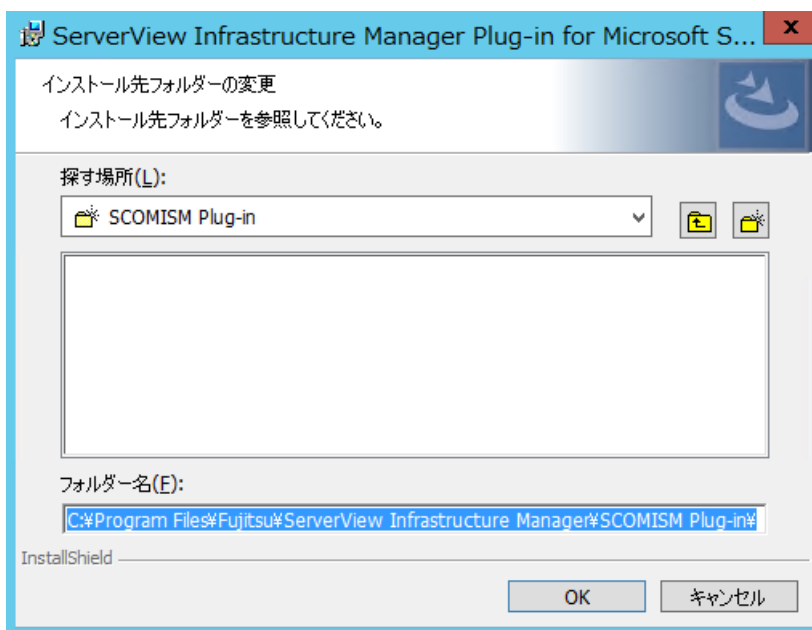 ServerView Infrastructure Manager Plug-in for Microsoft S...
インストール先フォルダーの変更
インストール先フォルダーを参照してください。
探す場所(L):
SCOMISM Plug-in
フォルダー名(F):
C:¥Program Files¥Fujitsu¥ServerView Infrastructure Manager¥SCOMISM Plug-in¥
InstallShield
OK
キャンセル